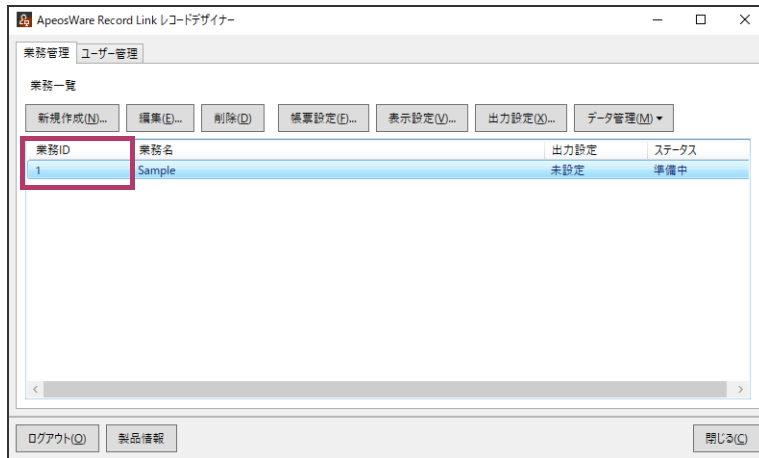 ApeosWare Record Link レコードデザイナー
業務管理 ユーザー管理
業務一覧
新規作成(N)... 編集(E)... 削除(D) 帳票設定(F)... 表示設定(V)... 出力設定(X)... データ管理(M)▼
業務ID 業務名 出力設定 ステータス
1 Sample 未設定 準備中
ログアウト(O) 製品情報 閉じる(C)